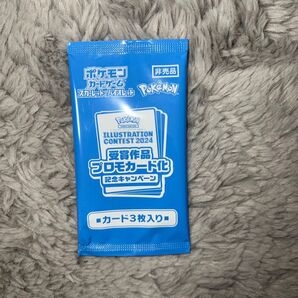 ポケモン
カードゲーム
スカーレット&バイオレット
非売品
Pokémon
Pokémon
ILLUSTRATION
CONTEST 2024
受賞作品
プロモカード化
記念キャンペーン
■カード3枚入り■